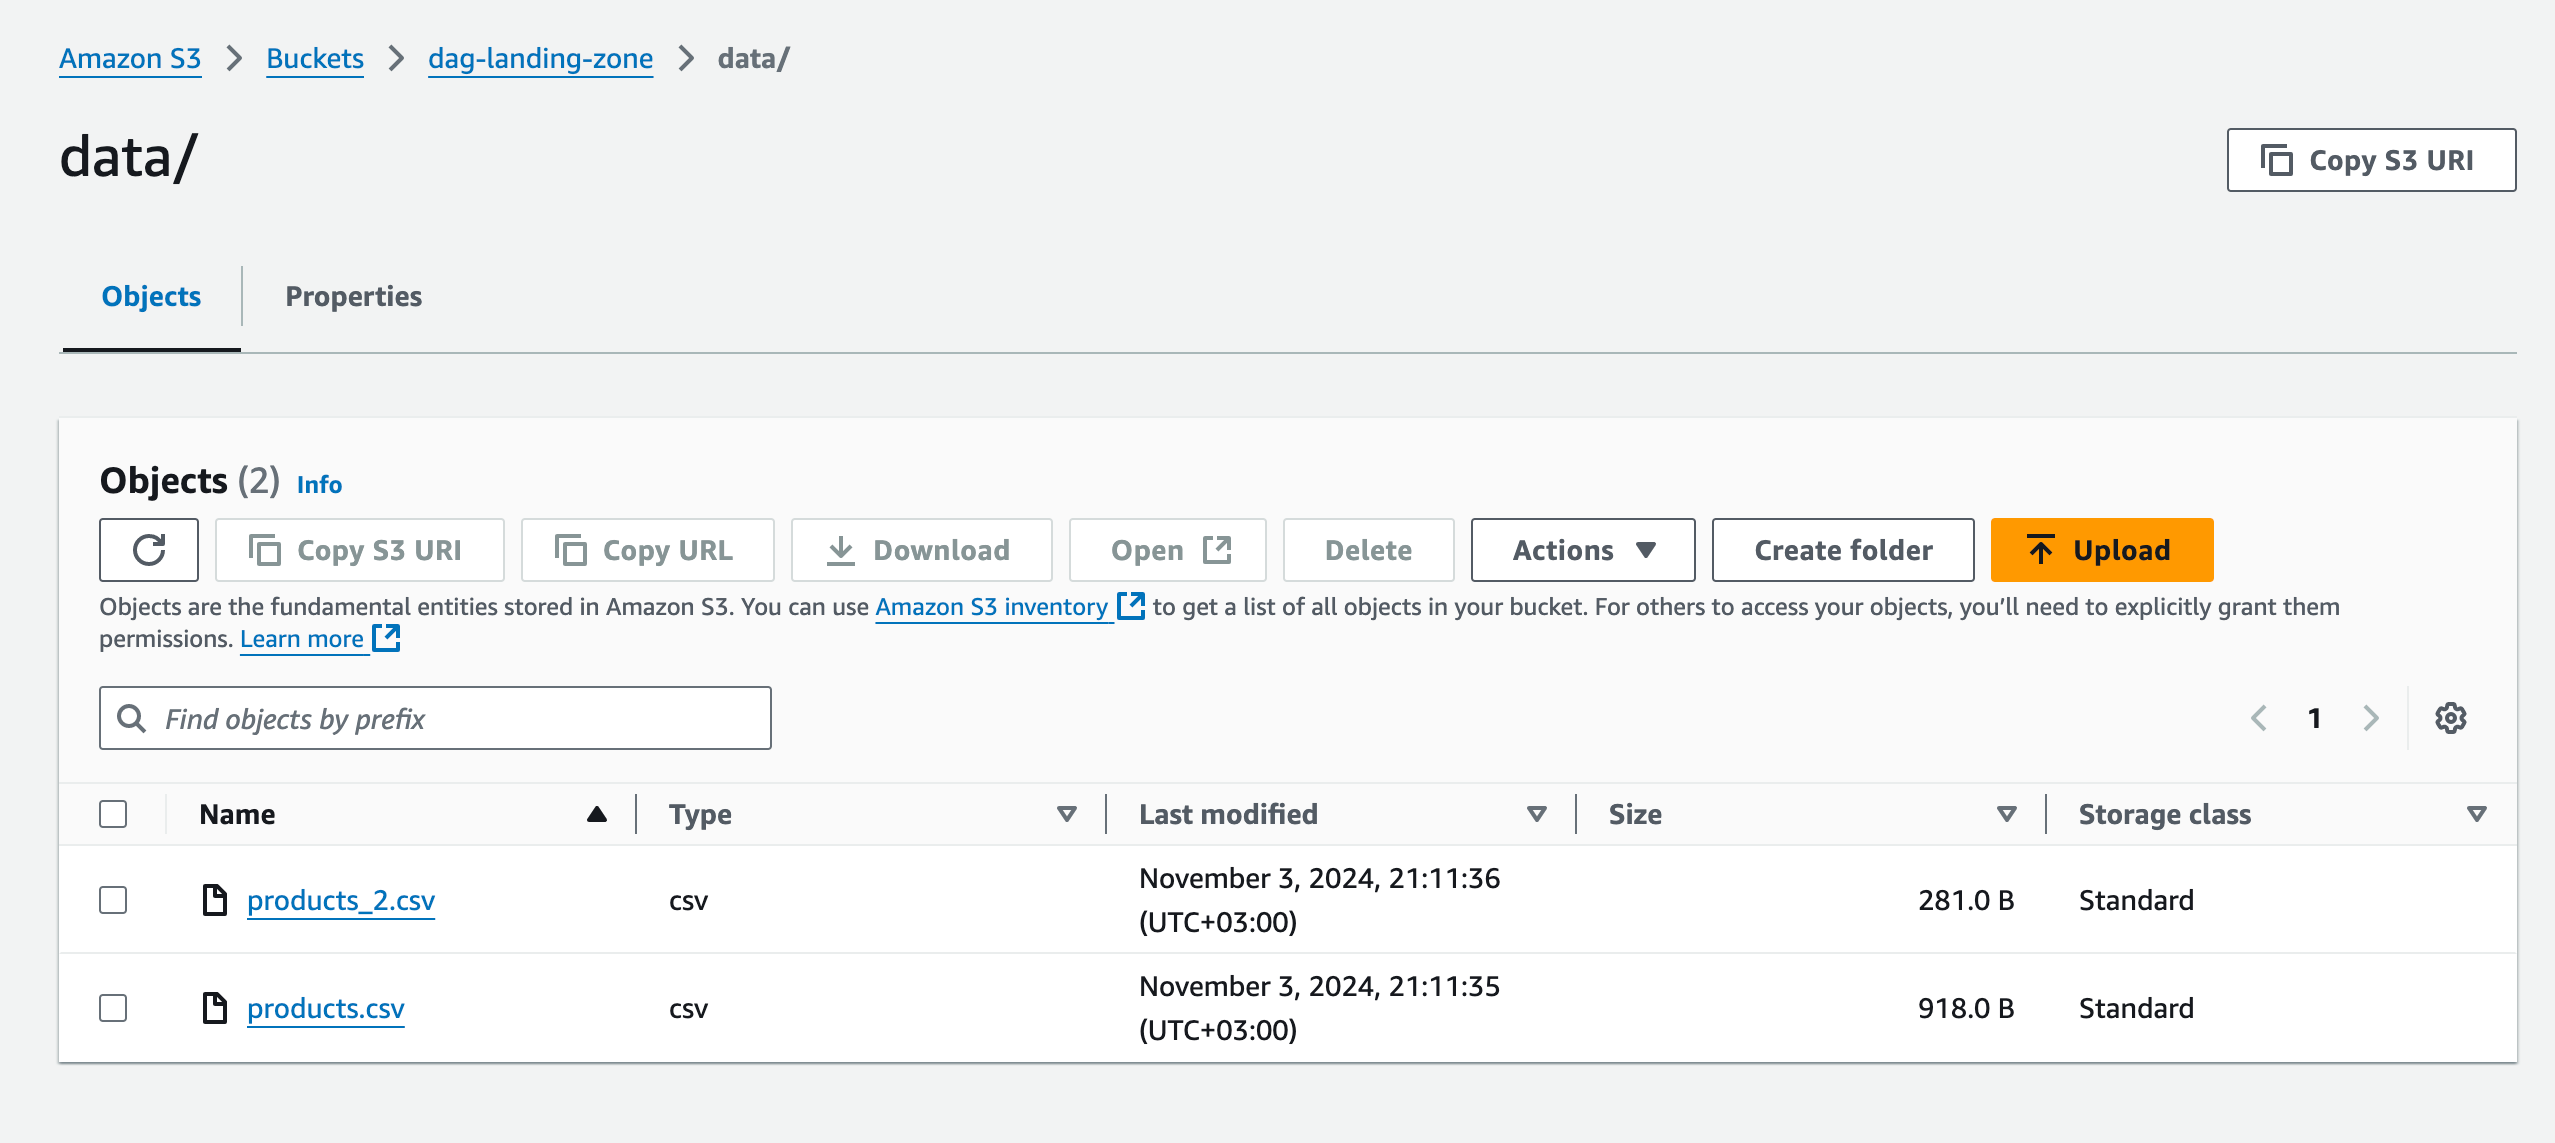 Amazon S3 > Buckets > dag-landing-zone > data/
data/
Copy S3 URI
Objects
Properties
Objects (2) Info
Copy S3 URI
Copy URL
Download
Open
Delete
Actions
Create folder
Upload
Objects are the fundamental entities stored in Amazon S3. You can use Amazon S3 inventory to get a list of all objects in your bucket. For others to access your objects, you’ll need to explicitly grant them
permissions. Learn more
Find objects by prefix
1
Name Type Last modified Size Storage class
products_2.csv csv November 3, 2024, 21:11:36 281.0 B Standard
(UTC+03:00)
products.csv csv November 3, 2024, 21:11:35 918.0 B Standard
(UTC+03:00)